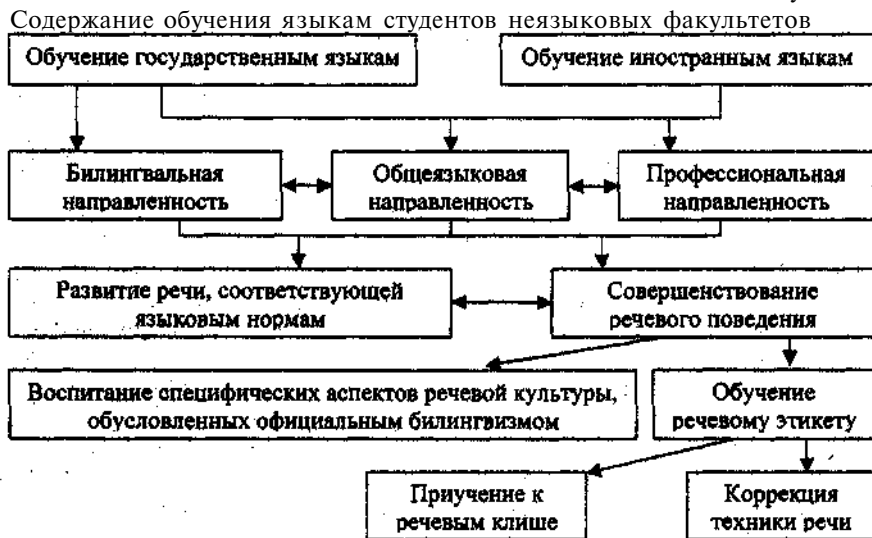 Содержание обучения языкам студентов неязыковых факультетов
Обучение государственным языкам
Обучение иностранным языкам
Билингвальная
направленность
Общеязыковая
направленность
Профессиональная
направленность
Развитие речи, соответствующей
языковым нормам
Совершенствование
речевого поведения
Воспитание специфических аспектов речевой культуры,
обусловленных официальным билингвизмом
Обучение
речевому этикету
Приучение к
речевым клише
Коррекция
техники речи